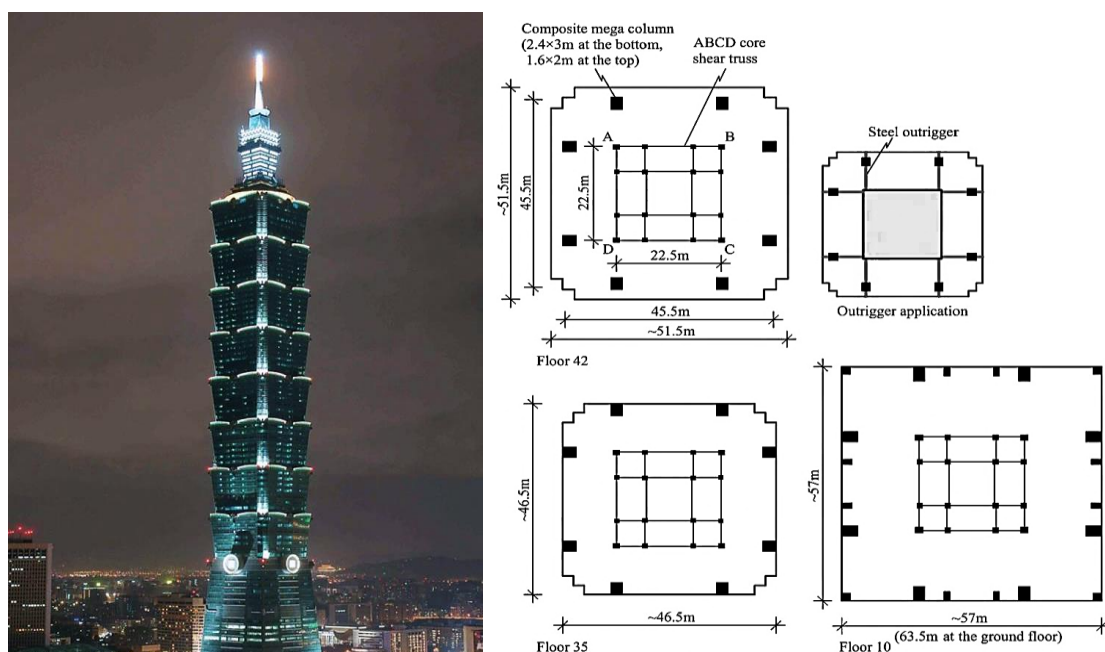 Composite mega column
(2.4×3m at the bottom,
1.6×2m at the top)
ABCD core
shear truss
A
B
~51.5m
45.5m
22.5m
D
C
22.5m
45.5m
~51.5m
Floor 42
Steel outrigger
Outrigger application
~46.5m
~46.5m
Floor 35
~57m
~57m
(63.5m at the ground floor)
Floor 10